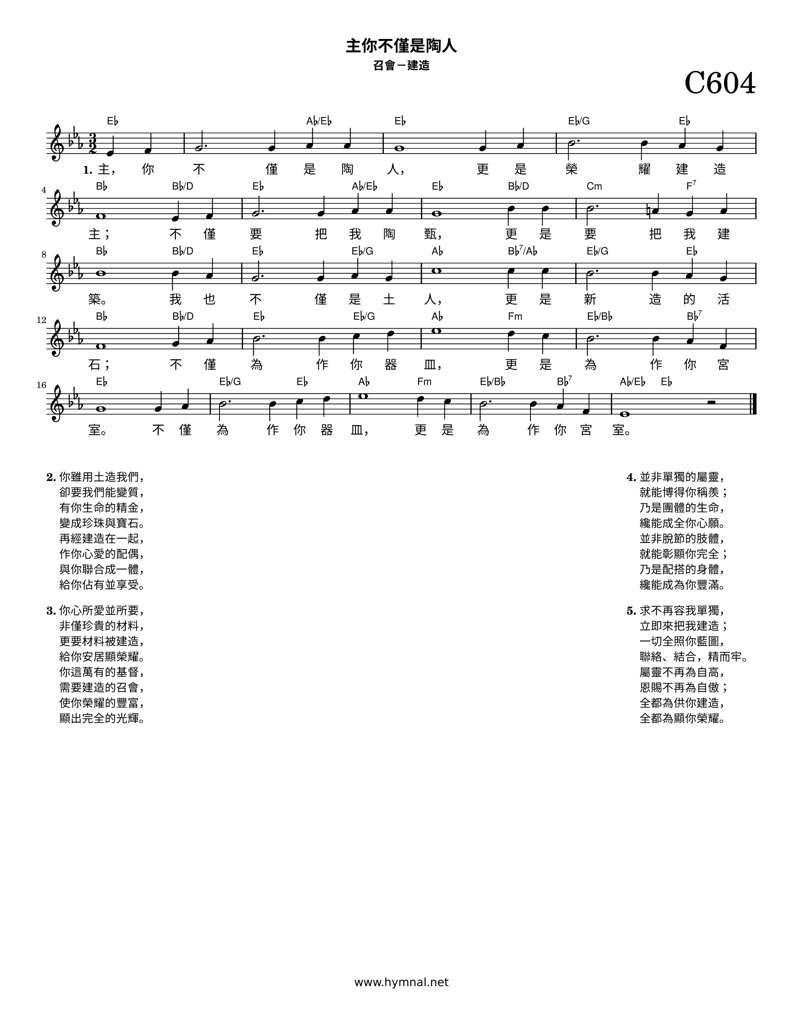 主你不僅是陶人
召會－建造
C604
E♭ A♭/E♭ E♭ E♭/G E♭
1. 主， 你 不 僅 是 陶 人， 更 是 榮 耀 建 造
4 B♭ B♭/D E♭ A♭/E♭ E♭ B♭/D Cm F7
主； 不 僅 要 把 我 陶 甄， 更 是 要 把 我 建
8 B♭ B♭/D E♭ E♭/G A♭ B♭7/A♭ E♭/G E♭
築。 我 也 不 僅 是 土 人， 更 是 新 造 的 活
12 B♭ B♭/D E♭ E♭/G A♭ Fm E♭/B♭ B♭7
石； 不 僅 為 作 你 器 皿， 更 是 為 作 你 宮
16 E♭ E♭/G E♭ A♭ Fm E♭/B♭ B♭7 A♭/E♭ E♭
室。 不 僅 為 作 你 器 皿， 更 是 為 作 你 宮 室。
2. 你雖用土造我們，
卻要我們能變質，
有你生命的精金，
變成珍珠與寶石。
再經建造在一起，
作你心愛的配偶，
與你聯合成一體，
給你佔有並享受。
3. 你心所愛並所要，
非僅珍貴的材料，
更要材料被建造，
給你安居顯榮耀。
你這萬有的基督，
需要建造的召會，
使你榮耀的豐富，
顯出完全的光輝。
4. 並非單獨的屬靈，
就能博得你稱羨；
乃是團體的生命，
纔能成全你心願。
並非脫節的肢體，
就能彰顯你完全；
乃是配搭的身體，
纔能成為你豐滿。
5. 求不再容我單獨，
立即來把我建造；
一切全照你藍圖，
聯絡、結合，精而牢。
屬靈不再為自高，
恩賜不再為自傲；
全都為供你建造，
全都為顯你榮耀。
www.hymnal.net